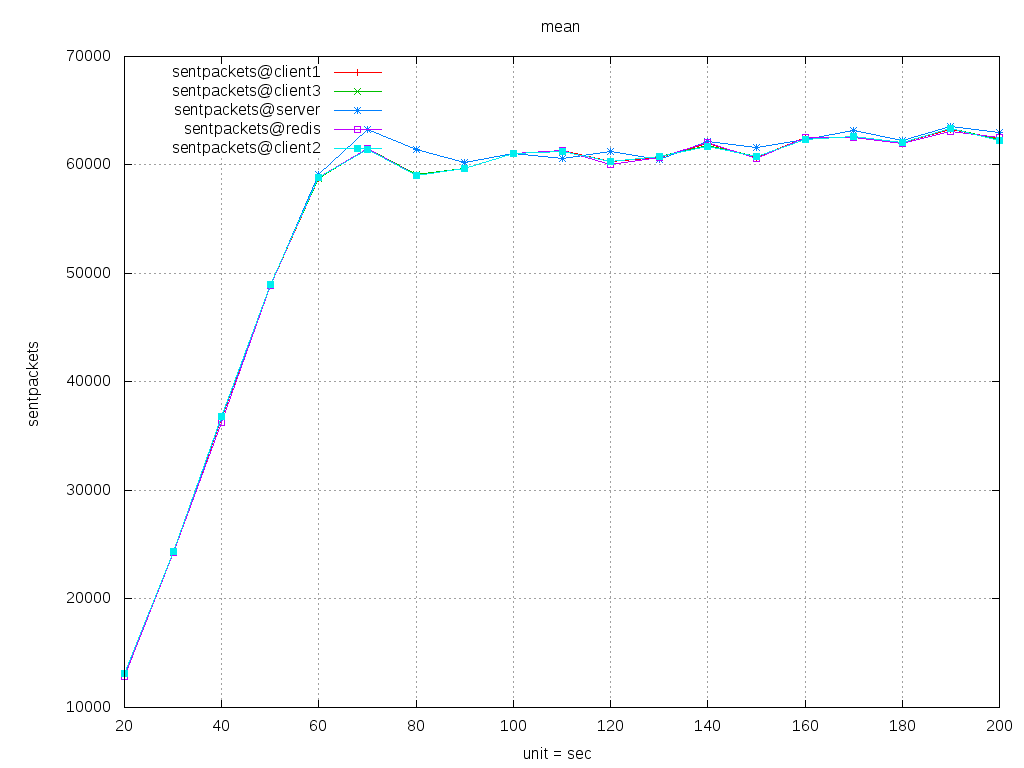 mean
70000
60000
50000
40000
30000
20000
10000
sentpackets
sentpackets@client1
sentpackets@client3
sentpackets@server
sentpackets@redis
sentpackets@client2
20 40 60 80 100 120 140 160 180 200
unit = sec